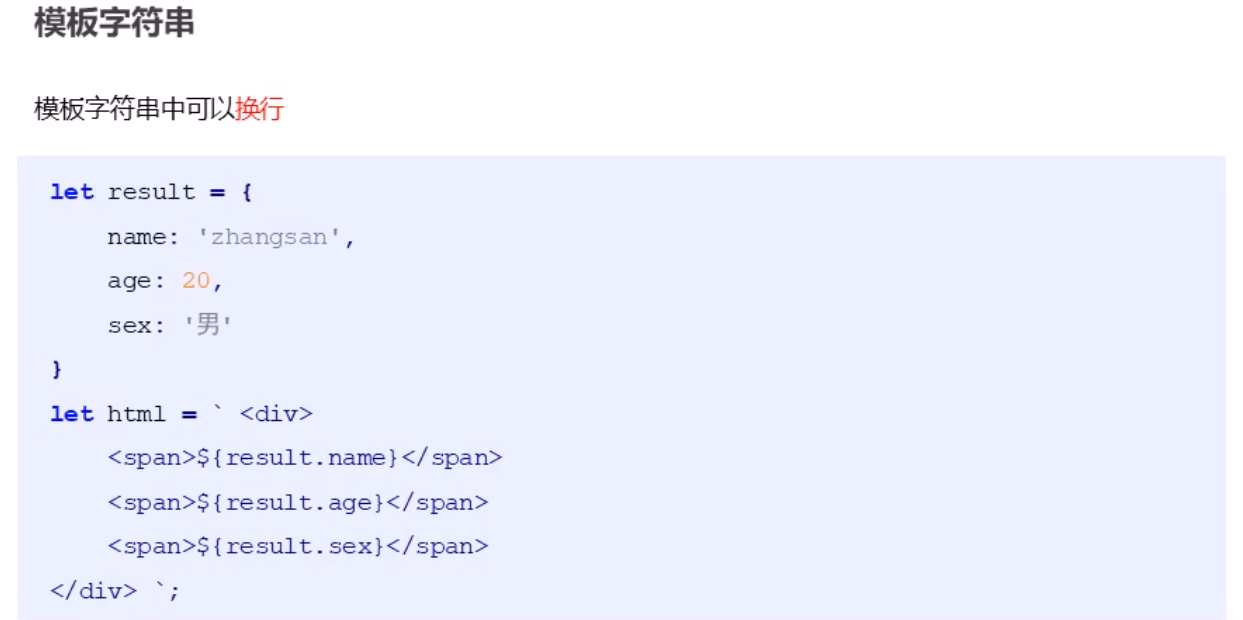 模板字符串
模板字符串中可以换行
let result = {
    name: 'zhangsan',
    age: 20,
    sex: '男'
}
let html = ` <div>
    <span>${result.name}</span>
    <span>${result.age}</span>
    <span>${result.sex}</span>
</div> `;